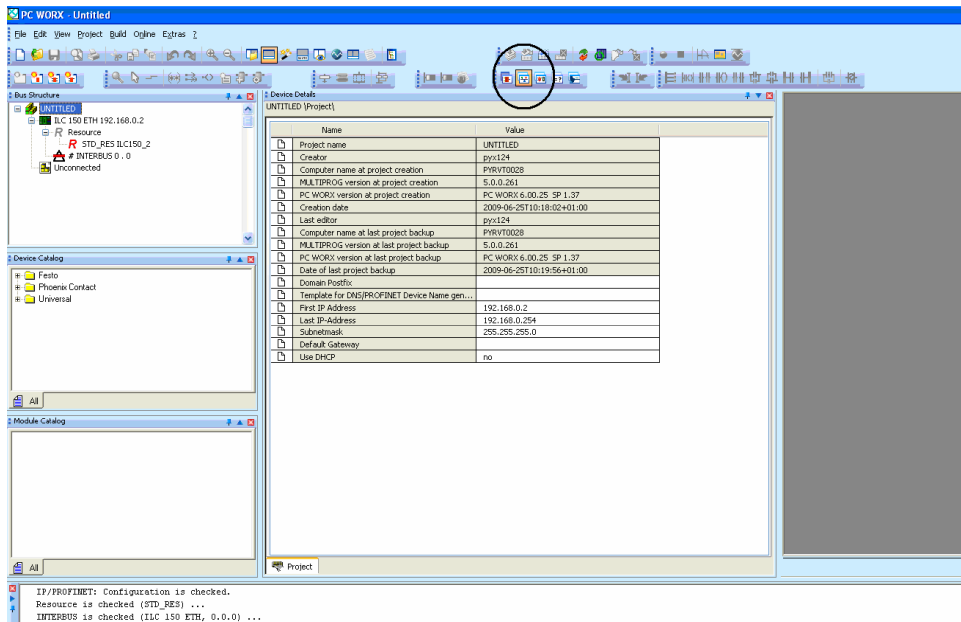 PC WORX - Untitled
File Edit View Project Build Online Extras ?
Bus Structure
UNTITLED
ILC 150 ETH 192.168.0.2
R Resource
R STD_RES ILC150_2
# INTERBUS 0 . 0
Unconnected
Device Catalog
Festo
Phoenix Contact
Universal
All
Module Catalog
All
Device Details
UNTITLED \Project\
Name Value
Project name UNTITLED
Creator pyx124
Computer name at project creation PYRVT0028
MULTIPROG version at project creation 5.0.0.261
PC WORX version at project creation PC WORX 6.00.25 SP 1.37
Creation date 2009-06-25T10:18:02+01:00
Last editor pyx124
Computer name at last project backup PYRVT0028
MULTIPROG version at last project backup 5.0.0.261
PC WORX version at last project backup PC WORX 6.00.25 SP 1.37
Date of last project backup 2009-06-25T10:19:56+01:00
Domain Postfix
Template for DNS/PROFINET Device Name gen...
First IP Address 192.168.0.2
Last IP-Address 192.168.0.254
Subnetmask 255.255.255.0
Default Gateway
Use DHCP no
Project
IP/PROFINET: Configuration is checked.
Resource is checked (STD_RES) ...
INTERBUS is checked (ILC 150 ETH, 0.0.0) ...